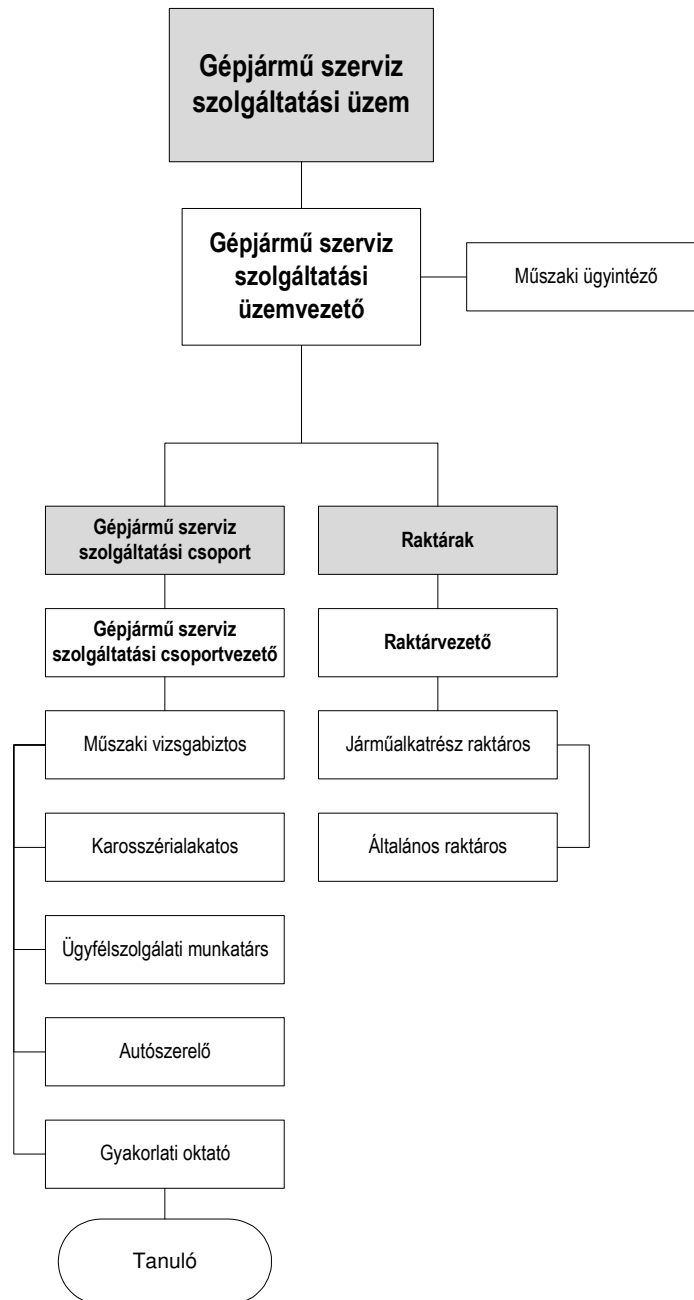 Gépjármű szerviz
szolgáltatási üzem
Gépjármű szerviz
szolgáltatási
üzemvezető
Műszaki ügyintéző
Gépjármű szerviz
szolgáltatási csoport
Raktárak
Gépjármű szerviz
szolgáltatási csoportvezető
Raktárvezető
Műszaki vizsgabiztos
Járműalkatrész raktáros
Karosszérialakatos
Általános raktáros
Ügyfélszolgálati munkatárs
Autószerelő
Gyakorlati oktató
Tanuló